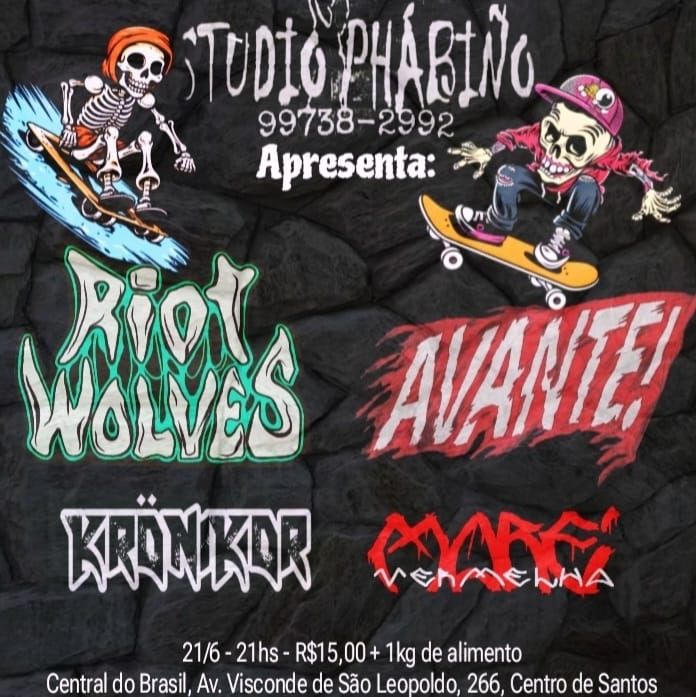 STUDIO PHABIÑO
99738-2992
Apresenta:
RIOT
WOLVES
AVANTE!
KRÖNKOR
MARÉ
VERMELHA
21/6 - 21hs - R$15,00 + 1kg de alimento
Central do Brasil, Av. Visconde de São Leopoldo, 266, Centro de Santos